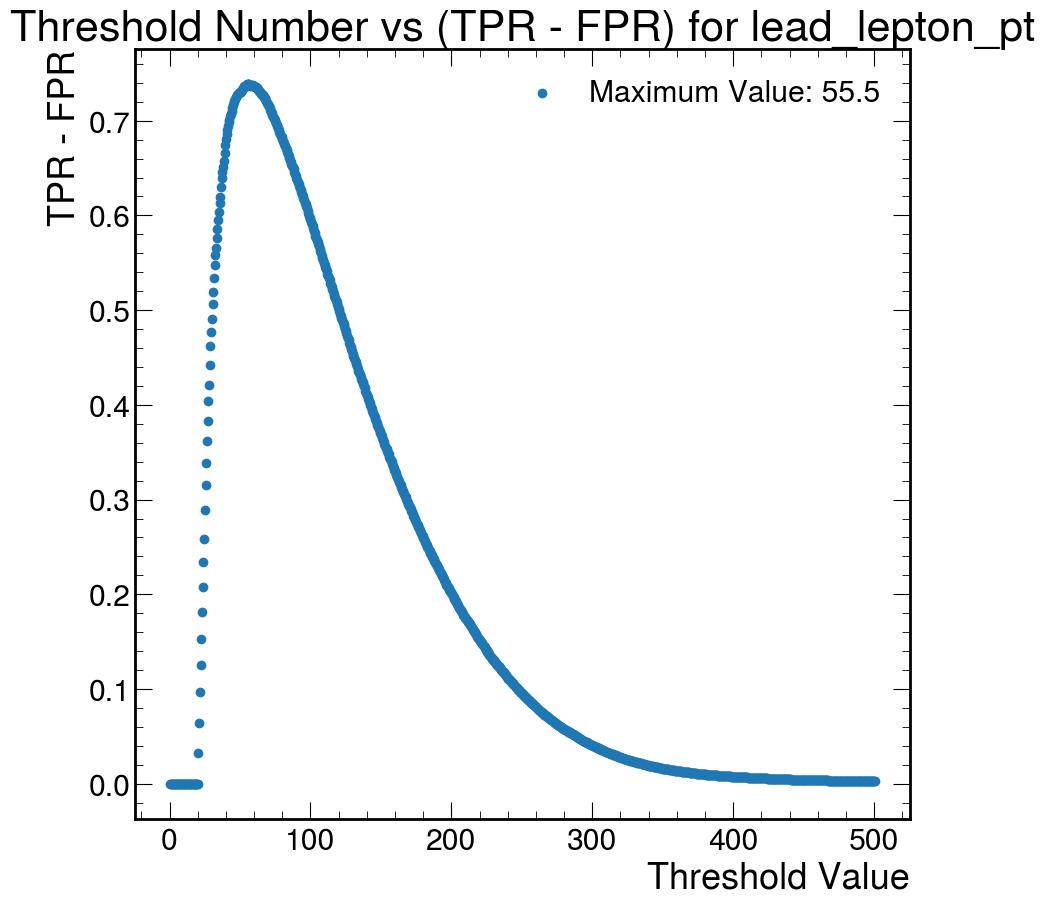 Threshold Number vs (TPR - FPR) for lead_lepton_pt
TPR - FPR
Maximum Value: 55.5
0.7
0.6
0.5
0.4
0.3
0.2
0.1
0.0
0 100 200 300 400 500
Threshold Value